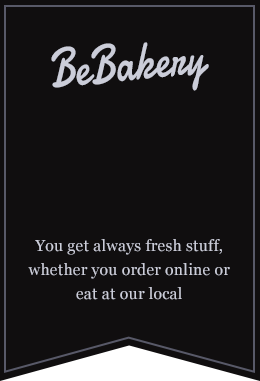 BeBakery
You get always fresh stuff,
whether you order online or
eat at our local